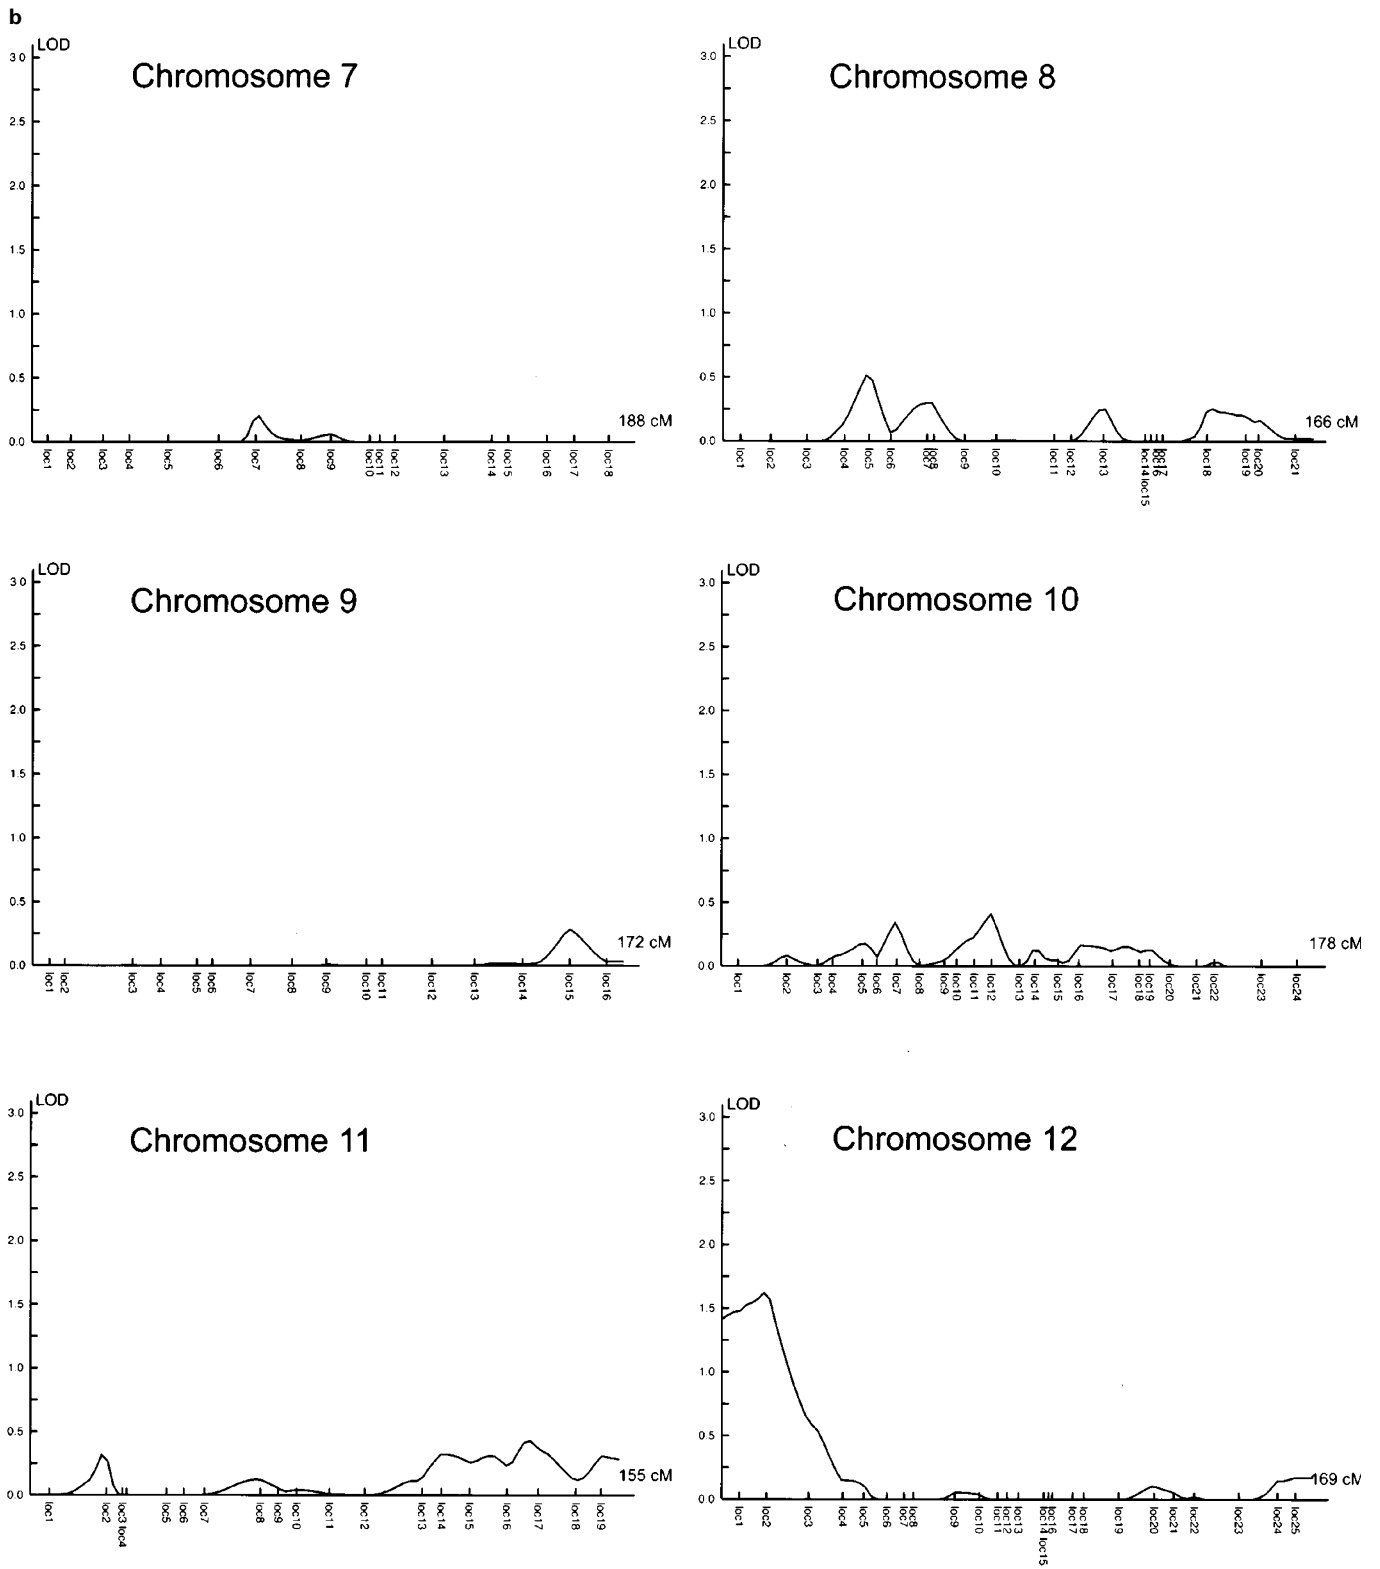 b
LOD
Chromosome 7
3.0
2.5
2.0
1.5
1.0
0.5
0.0
188 cM
loc1 loc2 loc3 loc4 loc5 loc6 loc7 loc8 loc9 loc10 loc11 loc12 loc13 loc14 loc15 loc16 loc17 loc18
LOD
Chromosome 8
3.0
2.5
2.0
1.5
1.0
0.5
0.0
166 cM
loc1 loc2 loc3 loc4 loc5 loc6 loc7 loc8 loc9 loc10 loc11 loc12 loc13 loc14 loc15 loc16 loc17 loc18 loc19 loc20 loc21
LOD
Chromosome 9
3.0
2.5
2.0
1.5
1.0
0.5
0.0
172 cM
loc1 loc2 loc3 loc4 loc5 loc6 loc7 loc8 loc9 loc10 loc11 loc12 loc13 loc14 loc15 loc16
LOD
Chromosome 10
3.0
2.5
2.0
1.5
1.0
0.5
0.0
178 cM
loc1 loc2 loc3 loc4 loc5 loc6 loc7 loc8 loc9 loc10 loc11 loc12 loc13 loc14 loc15 loc16 loc17 loc18 loc19 loc20 loc21 loc22 loc23 loc24
LOD
Chromosome 11
3.0
2.5
2.0
1.5
1.0
0.5
0.0
155 cM
loc1 loc2 loc3 loc4 loc5 loc6 loc7 loc8 loc9 loc10 loc11 loc12 loc13 loc14 loc15 loc16 loc17 loc18 loc19
LOD
Chromosome 12
3.0
2.5
2.0
1.5
1.0
0.5
0.0
169 cM
loc1 loc2 loc3 loc4 loc5 loc6 loc7 loc8 loc9 loc10 loc11 loc12 loc13 loc14 loc15 loc16 loc17 loc18 loc19 loc20 loc21 loc22 loc23 loc24 loc25